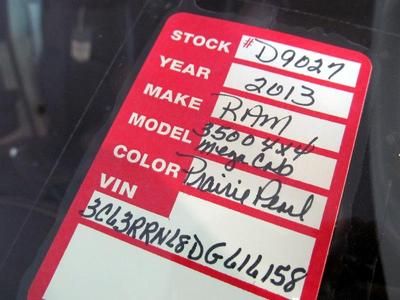 STOCK # D9027
YEAR 2013
MAKE RAM
MODEL 3500 4x4
mega cab
COLOR Prairie Pearl
VIN
3C63RRNL8DG616158